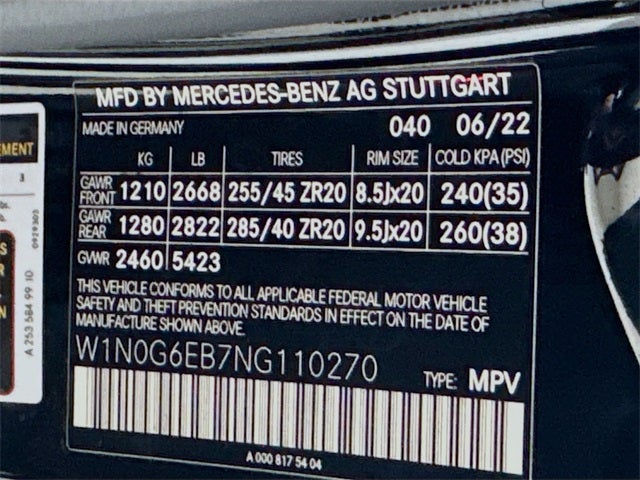 MFD BY MERCEDES-BENZ AG STUTTGART
MADE IN GERMANY 040 06/22
KG LB TIRES RIM SIZE COLD KPA(PSI)
GAWR FRONT 1210 2668 255/45 ZR20 8.5Jx20 240(35)
GAWR REAR 1280 2822 285/40 ZR20 9.5Jx20 260(38)
GVWR 2460 5423
THIS VEHICLE CONFORMS TO ALL APPLICABLE FEDERAL MOTOR VEHICLE
SAFETY AND THEFT PREVENTION STANDARDS IN EFFECT ON THE DATE OF
MANUFACTURE SHOWN ABOVE.
W1N0G6EB7NG110270
TYPE: MPV
A 000 817 54 04
EMENT
3
0929303
A 253 584 99 10